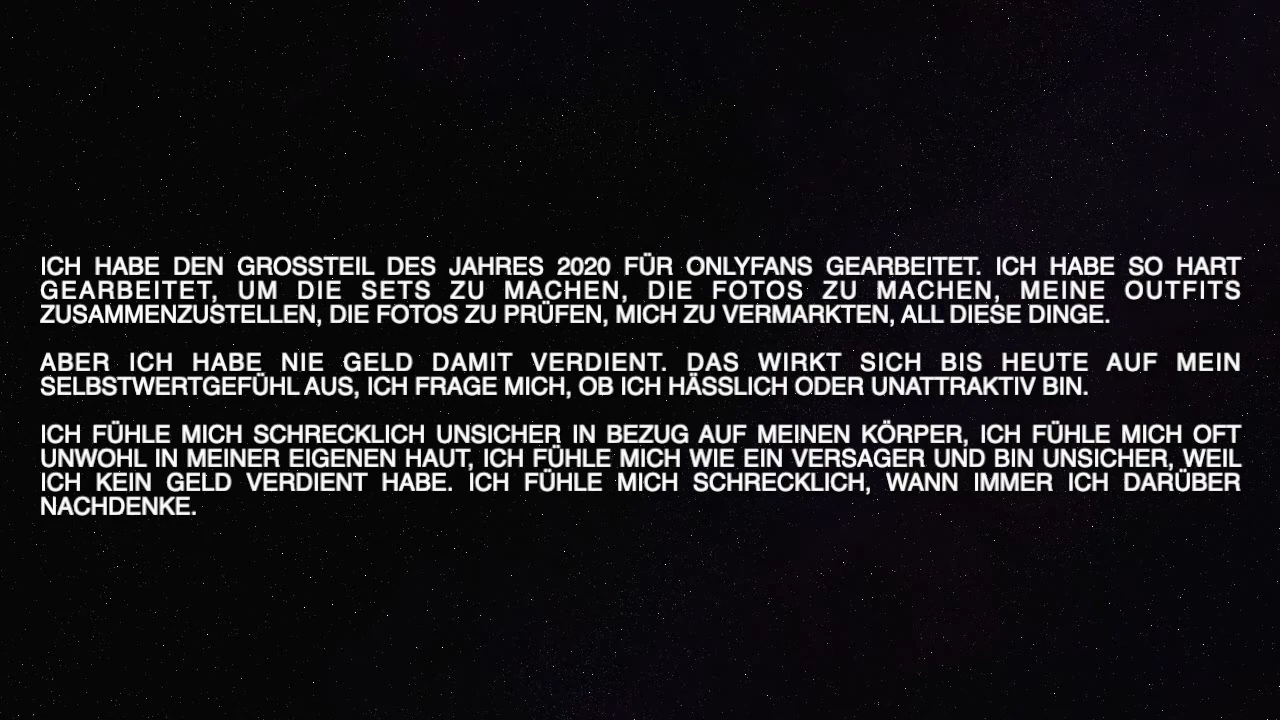 ICH HABE DEN GROSSTEIL DES JAHRES 2020 FÜR ONLYFANS GEARBEITET. ICH HABE SO HART
GEARBEITET, UM DIE SETS ZU MACHEN, DIE FOTOS ZU MACHEN, MEINE OUTFITS
ZUSAMMENZUSTELLEN, DIE FOTOS ZU PRÜFEN, MICH ZU VERMARKTEN, ALL DIESE DINGE.
ABER ICH HABE NIE GELD DAMIT VERDIENT. DAS WIRKT SICH BIS HEUTE AUF MEIN
SELBSTWERTGEFÜHL AUS, ICH FRAGE MICH, OB ICH HÄSSLICH ODER UNATTRAKTIV BIN.
ICH FÜHLE MICH SCHRECKLICH UNSICHER IN BEZUG AUF MEINEN KÖRPER, ICH FÜHLE MICH OFT
UNWOHL IN MEINER EIGENEN HAUT, ICH FÜHLE MICH WIE EIN VERSAGER UND BIN UNSICHER, WEIL
ICH KEIN GELD VERDIENT HABE. ICH FÜHLE MICH SCHRECKLICH, WANN IMMER ICH DARÜBER
NACHDENKE.